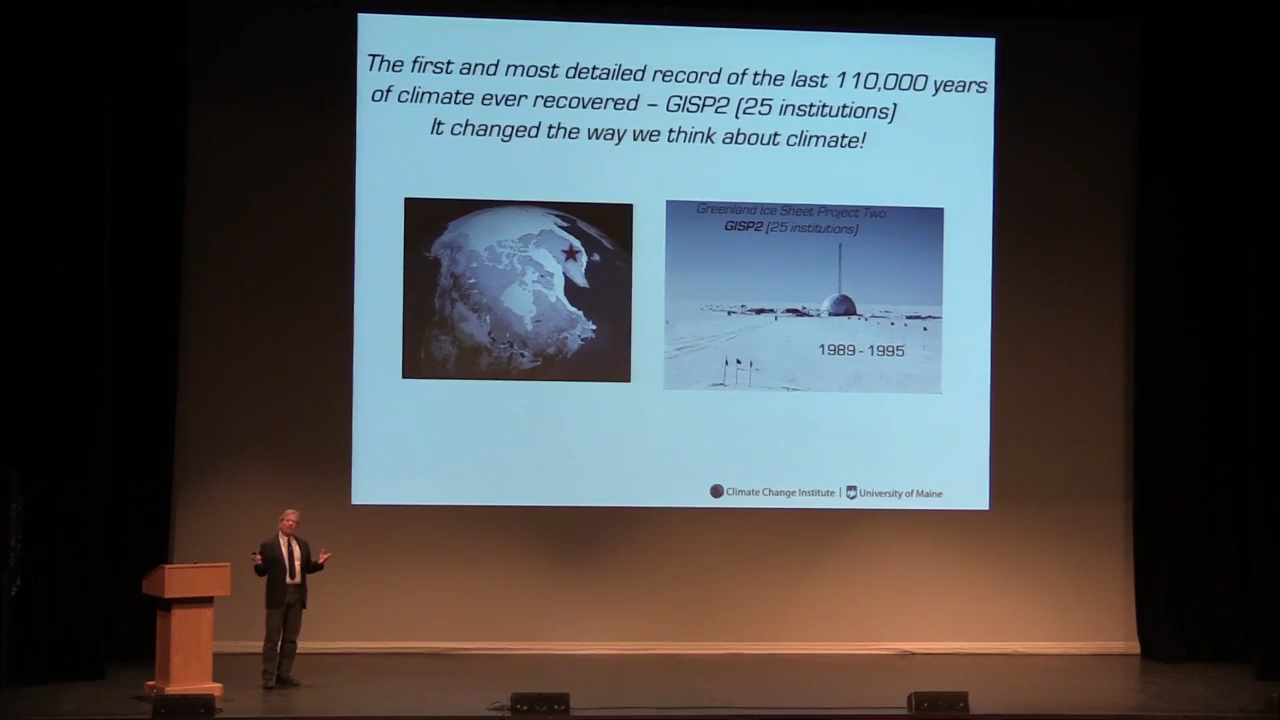 The first and most detailed record of the last 110,000 years
of climate ever recovered – GISP2 (25 institutions)
It changed the way we think about climate!
Greenland Ice Sheet Project Two
GISP2 (25 institutions)
1989 - 1995
Climate Change Institute | University of Maine